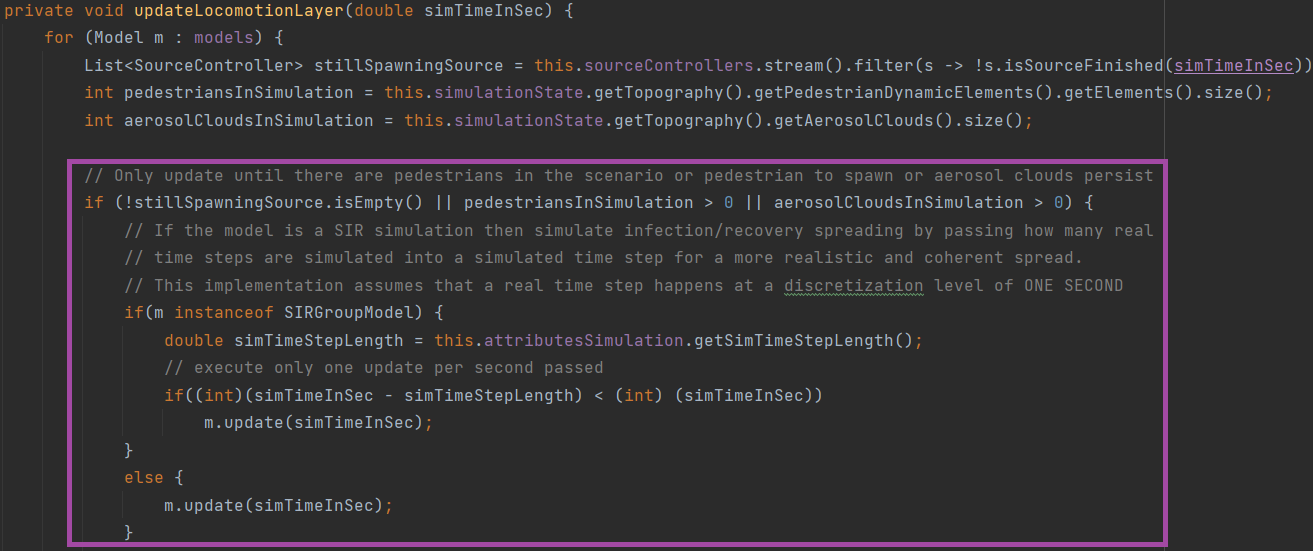 private void updateLocomotionLayer(double simTimeInSec) {
for (Model m : models) {
List<SourceController> stillSpawningSource = this.sourceControllers.stream().filter(s -> !s.isSourceFinished(simTimeInSec))
int pedestriansInSimulation = this.simulationState.getTopography().getPedestrianDynamicElements().getElements().size();
int aerosolCloudsInSimulation = this.simulationState.getTopography().getAerosolClouds().size();
// Only update until there are pedestrians in the scenario or pedestrian to spawn or aerosol clouds persist
if (!stillSpawningSource.isEmpty() || pedestriansInSimulation > 0 || aerosolCloudsInSimulation > 0) {
// If the model is a SIR simulation then simulate infection/recovery spreading by passing how many real
// time steps are simulated into a simulated time step for a more realistic and coherent spread.
// This implementation assumes that a real time step happens at a discretization level of ONE SECOND
if(m instanceof SIRGroupModel) {
double simTimeStepLength = this.attributesSimulation.getSimTimeStepLength();
// execute only one update per second passed
if((int)(simTimeInSec - simTimeStepLength) < (int) (simTimeInSec))
m.update(simTimeInSec);
}
else {
m.update(simTimeInSec);
}